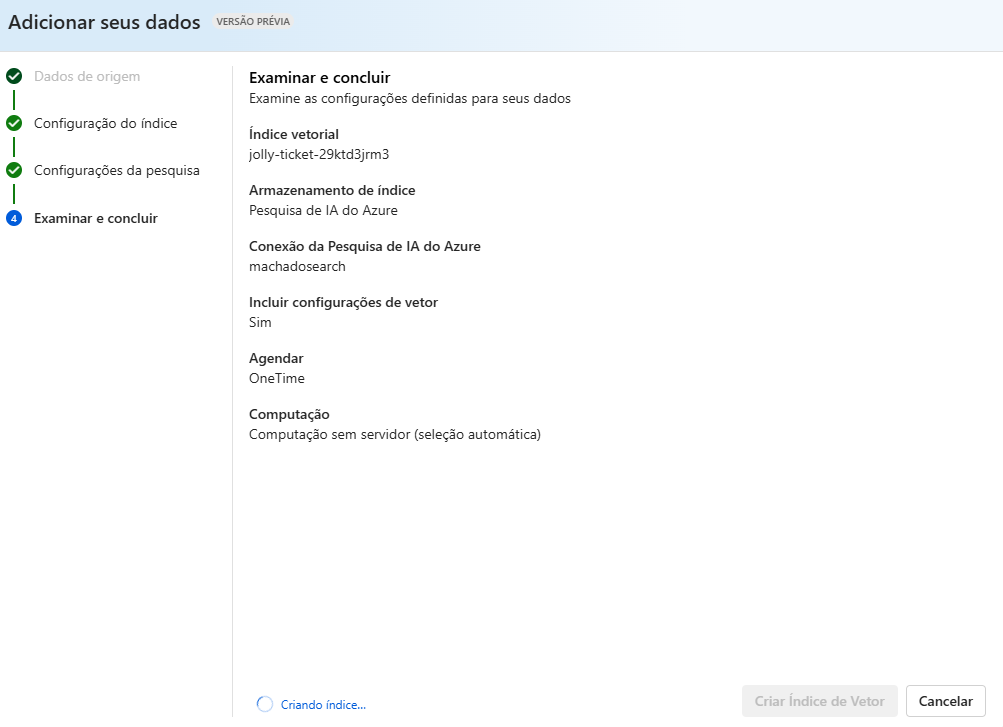 Adicionar seus dados VERSÃO PRÉVIA
Dados de origem
Configuração do índice
Configurações da pesquisa
4 Examinar e concluir
Examinar e concluir
Examine as configurações definidas para seus dados
Índice vetorial
jolly-ticket-29ktd3jrm3
Armazenamento de índice
Pesquisa de IA do Azure
Conexão da Pesquisa de IA do Azure
machadosearch
Incluir configurações de vetor
Sim
Agendar
OneTime
Computação
Computação sem servidor (seleção automática)
Criando índice...
Criar Índice de Vetor
Cancelar